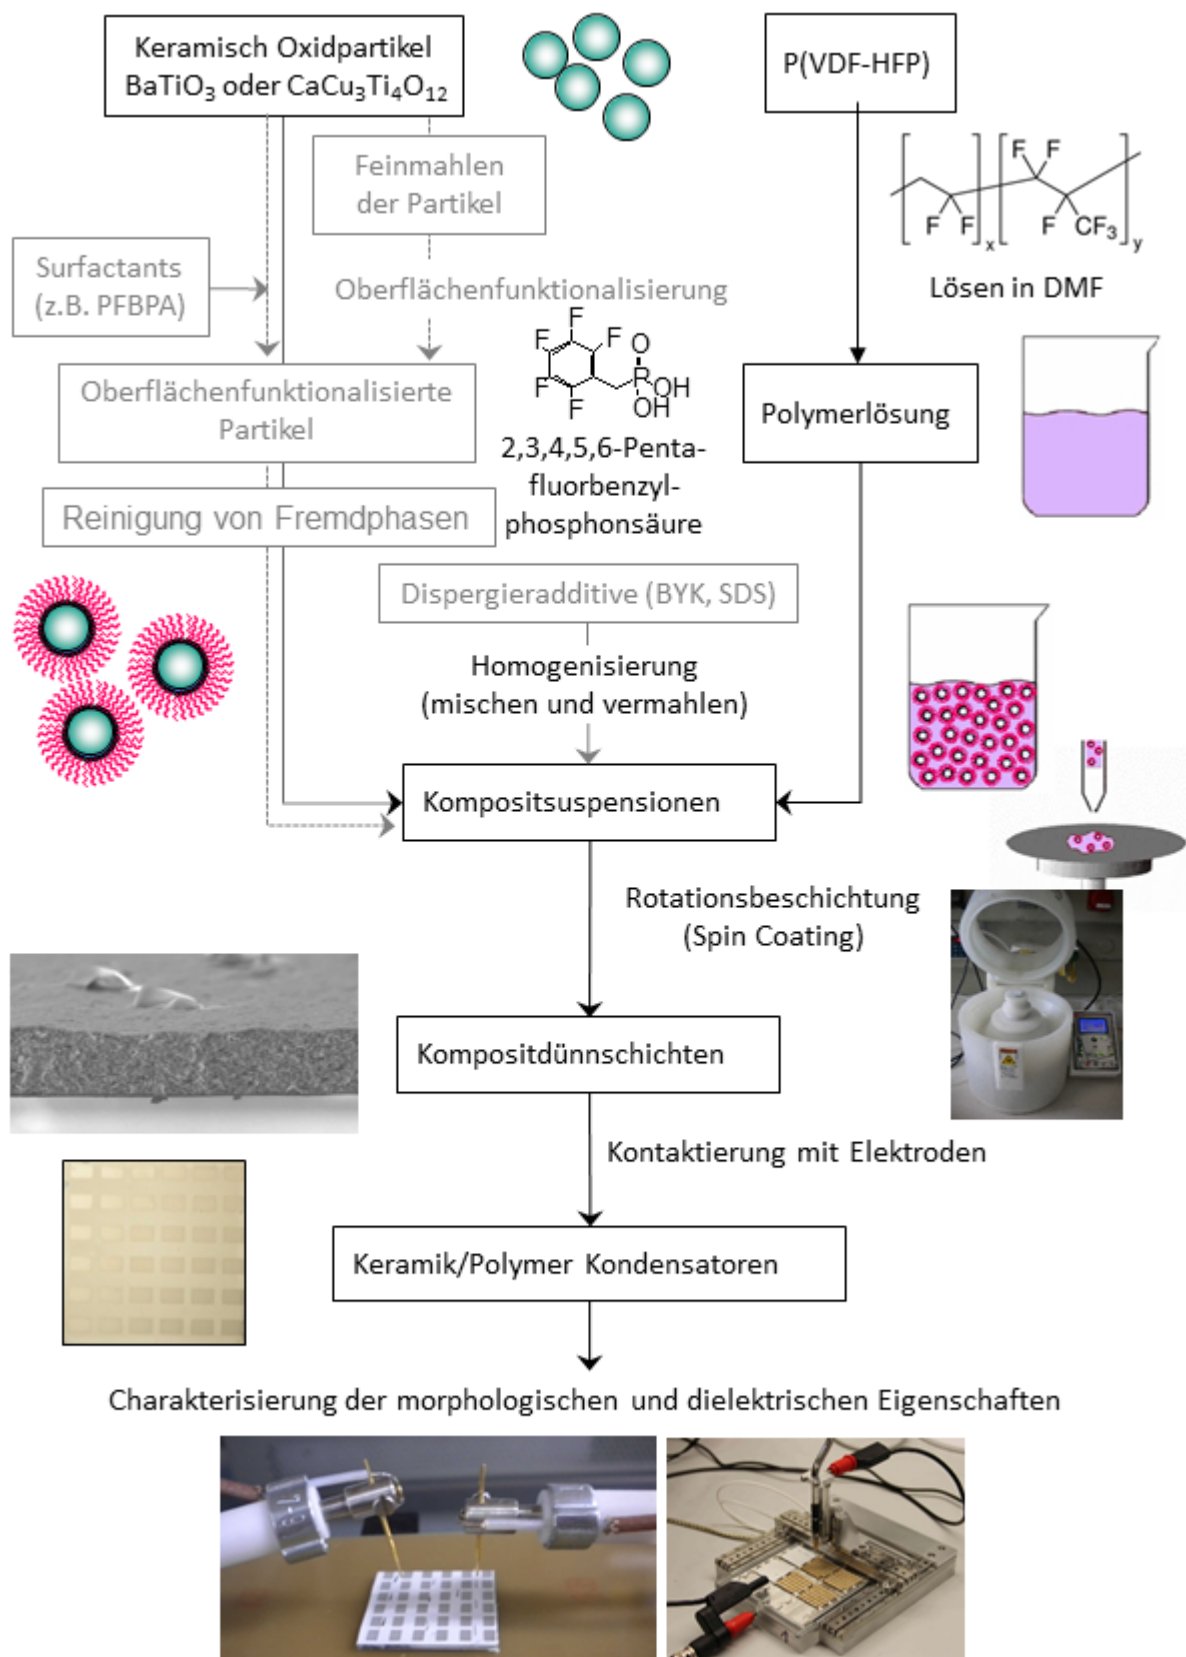 Keramisch Oxidpartikel
BaTiO₃ oder CaCu₃Ti₄O₁₂
P(VDF-HFP)
Feinmahlen
der Partikel
F F
F F x F CF₃ y
Surfactants
(z.B. PFBPA)
Oberflächenfunktionalisierung
Lösen in DMF
F
F F O
F P
OH
F F OH
Oberflächenfunktionalisierte
Partikel
Polymerlösung
2,3,4,5,6-Penta-
fluorbenzyl-
phosphonsäure
Reinigung von Fremdphasen
Dispergieradditive (BYK, SDS)
Homogenisierung
(mischen und vermahlen)
Kompositsuspensionen
Rotationsbeschichtung
(Spin Coating)
Kompositdünnschichten
Kontaktierung mit Elektroden
Keramik/Polymer Kondensatoren
Charakterisierung der morphologischen und dielektrischen Eigenschaften